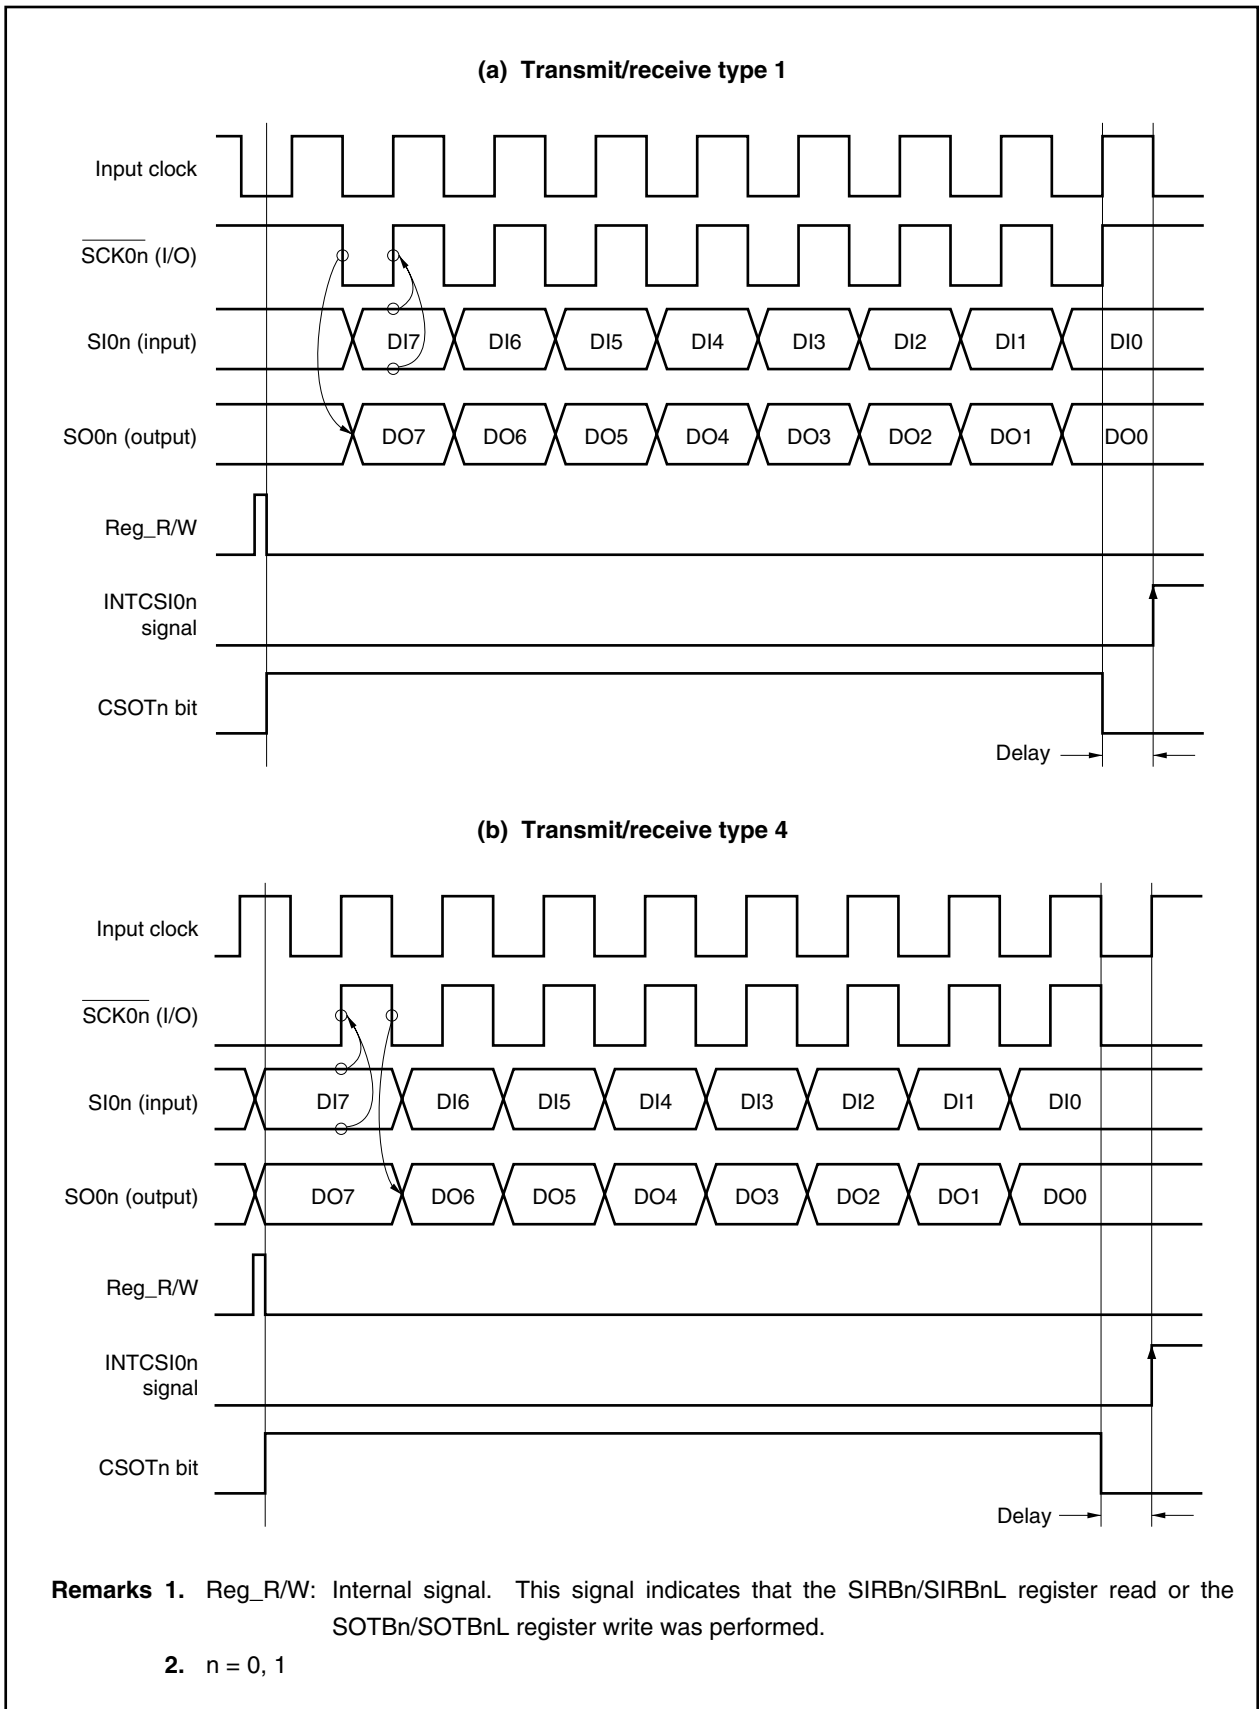 (a) Transmit/receive type 1
Input clock
SCK0n (I/O)
SI0n (input)
DI7 DI6 DI5 DI4 DI3 DI2 DI1 DI0
SO0n (output)
DO7 DO6 DO5 DO4 DO3 DO2 DO1 DO0
Reg_R/W
INTCSI0n
signal
CSOTn bit
Delay
(b) Transmit/receive type 4
Input clock
SCK0n (I/O)
SI0n (input)
DI7 DI6 DI5 DI4 DI3 DI2 DI1 DI0
SO0n (output)
DO7 DO6 DO5 DO4 DO3 DO2 DO1 DO0
Reg_R/W
INTCSI0n
signal
CSOTn bit
Delay
Remarks 1. Reg_R/W: Internal signal. This signal indicates that the SIRBn/SIRBnL register read or the
SOTBn/SOTBnL register write was performed.
2. n = 0, 1